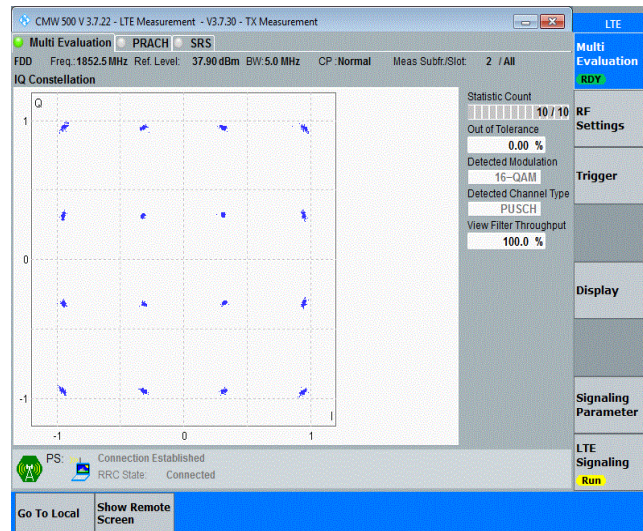 CMW 500 V 3.7.22 - LTE Measurement - V3.7.30 - TX Measurement
LTE
Multi Evaluation PRACH SRS
Multi
Evaluation
RDY
FDD Freq.: 1852.5 MHz Ref. Level: 37.90 dBm BW: 5.0 MHz CP: Normal Meas Subfr./Slot: 2 / All
IQ Constellation
Q
1
0
-1
-1 0 1
I
Statistic Count
10 / 10
Out of Tolerance
0.00 %
Detected Modulation
16-QAM
Detected Channel Type
PUSCH
View Filter Throughput
100.0 %
RF
Settings
Trigger
Display
Signaling
Parameter
LTE
Signaling
Run
PS: Connection Established
RRC State: Connected
Go To Local
Show Remote
Screen